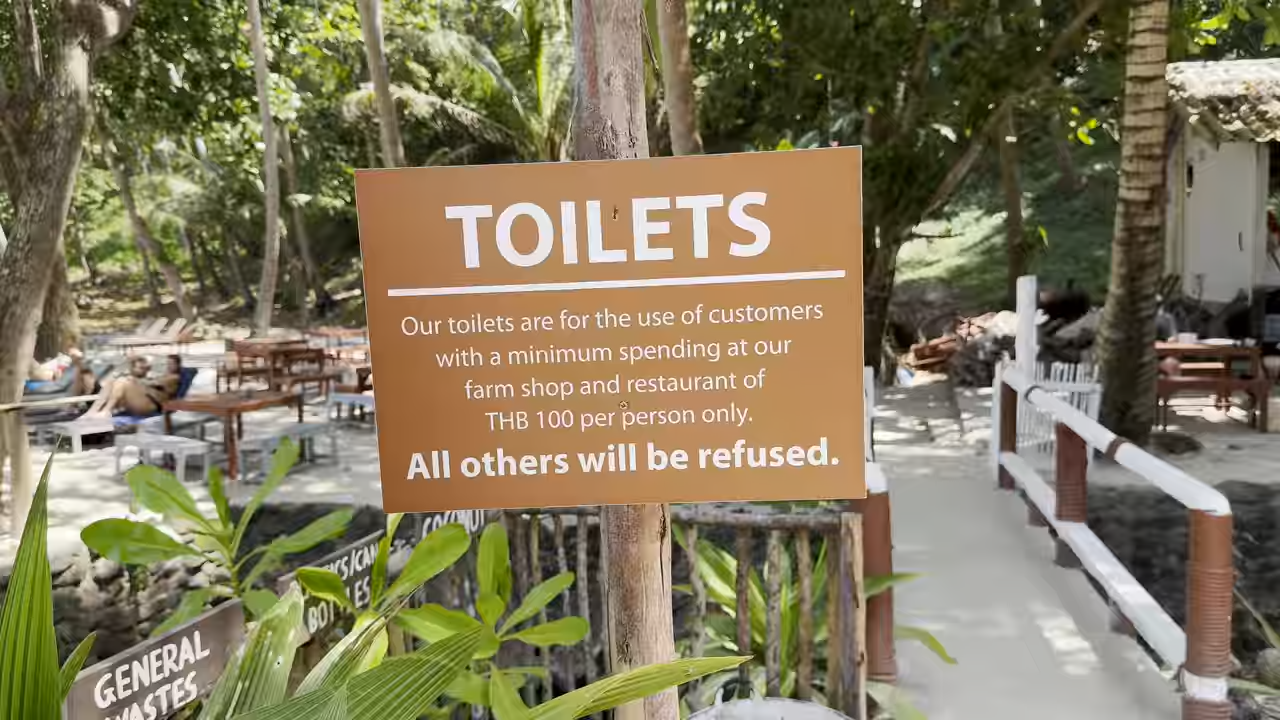 TOILETS
Our toilets are for the use of customers
with a minimum spending at our
farm shop and restaurant of
THB 100 per person only.
All others will be refused.
COCONUT
GENERAL
WASTES